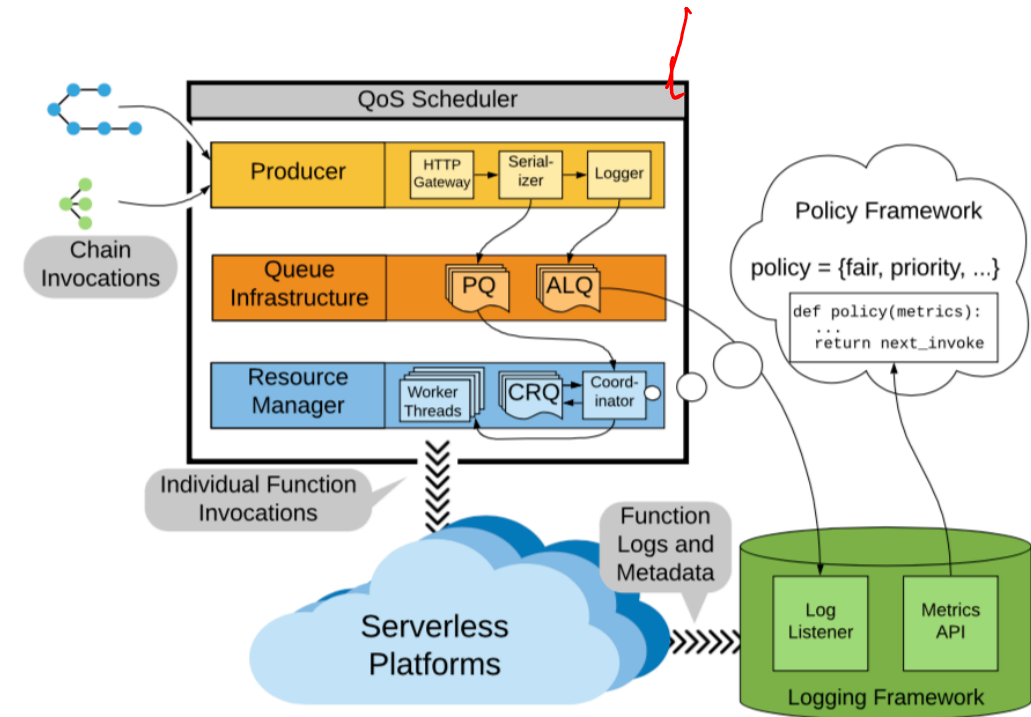 QoS Scheduler
Producer
HTTP
Gateway
Serial-
izer
Logger
Chain
Invocations
Queue
Infrastructure
PQ
ALQ
Policy Framework
policy = {fair, priority, ...}
def policy(metrics):
...
return next_invoke
Resource
Manager
Worker
Threads
CRQ
Coord-
inator
Individual Function
Invocations
Function
Logs and
Metadata
Serverless
Platforms
Log
Listener
Metrics
API
Logging Framework